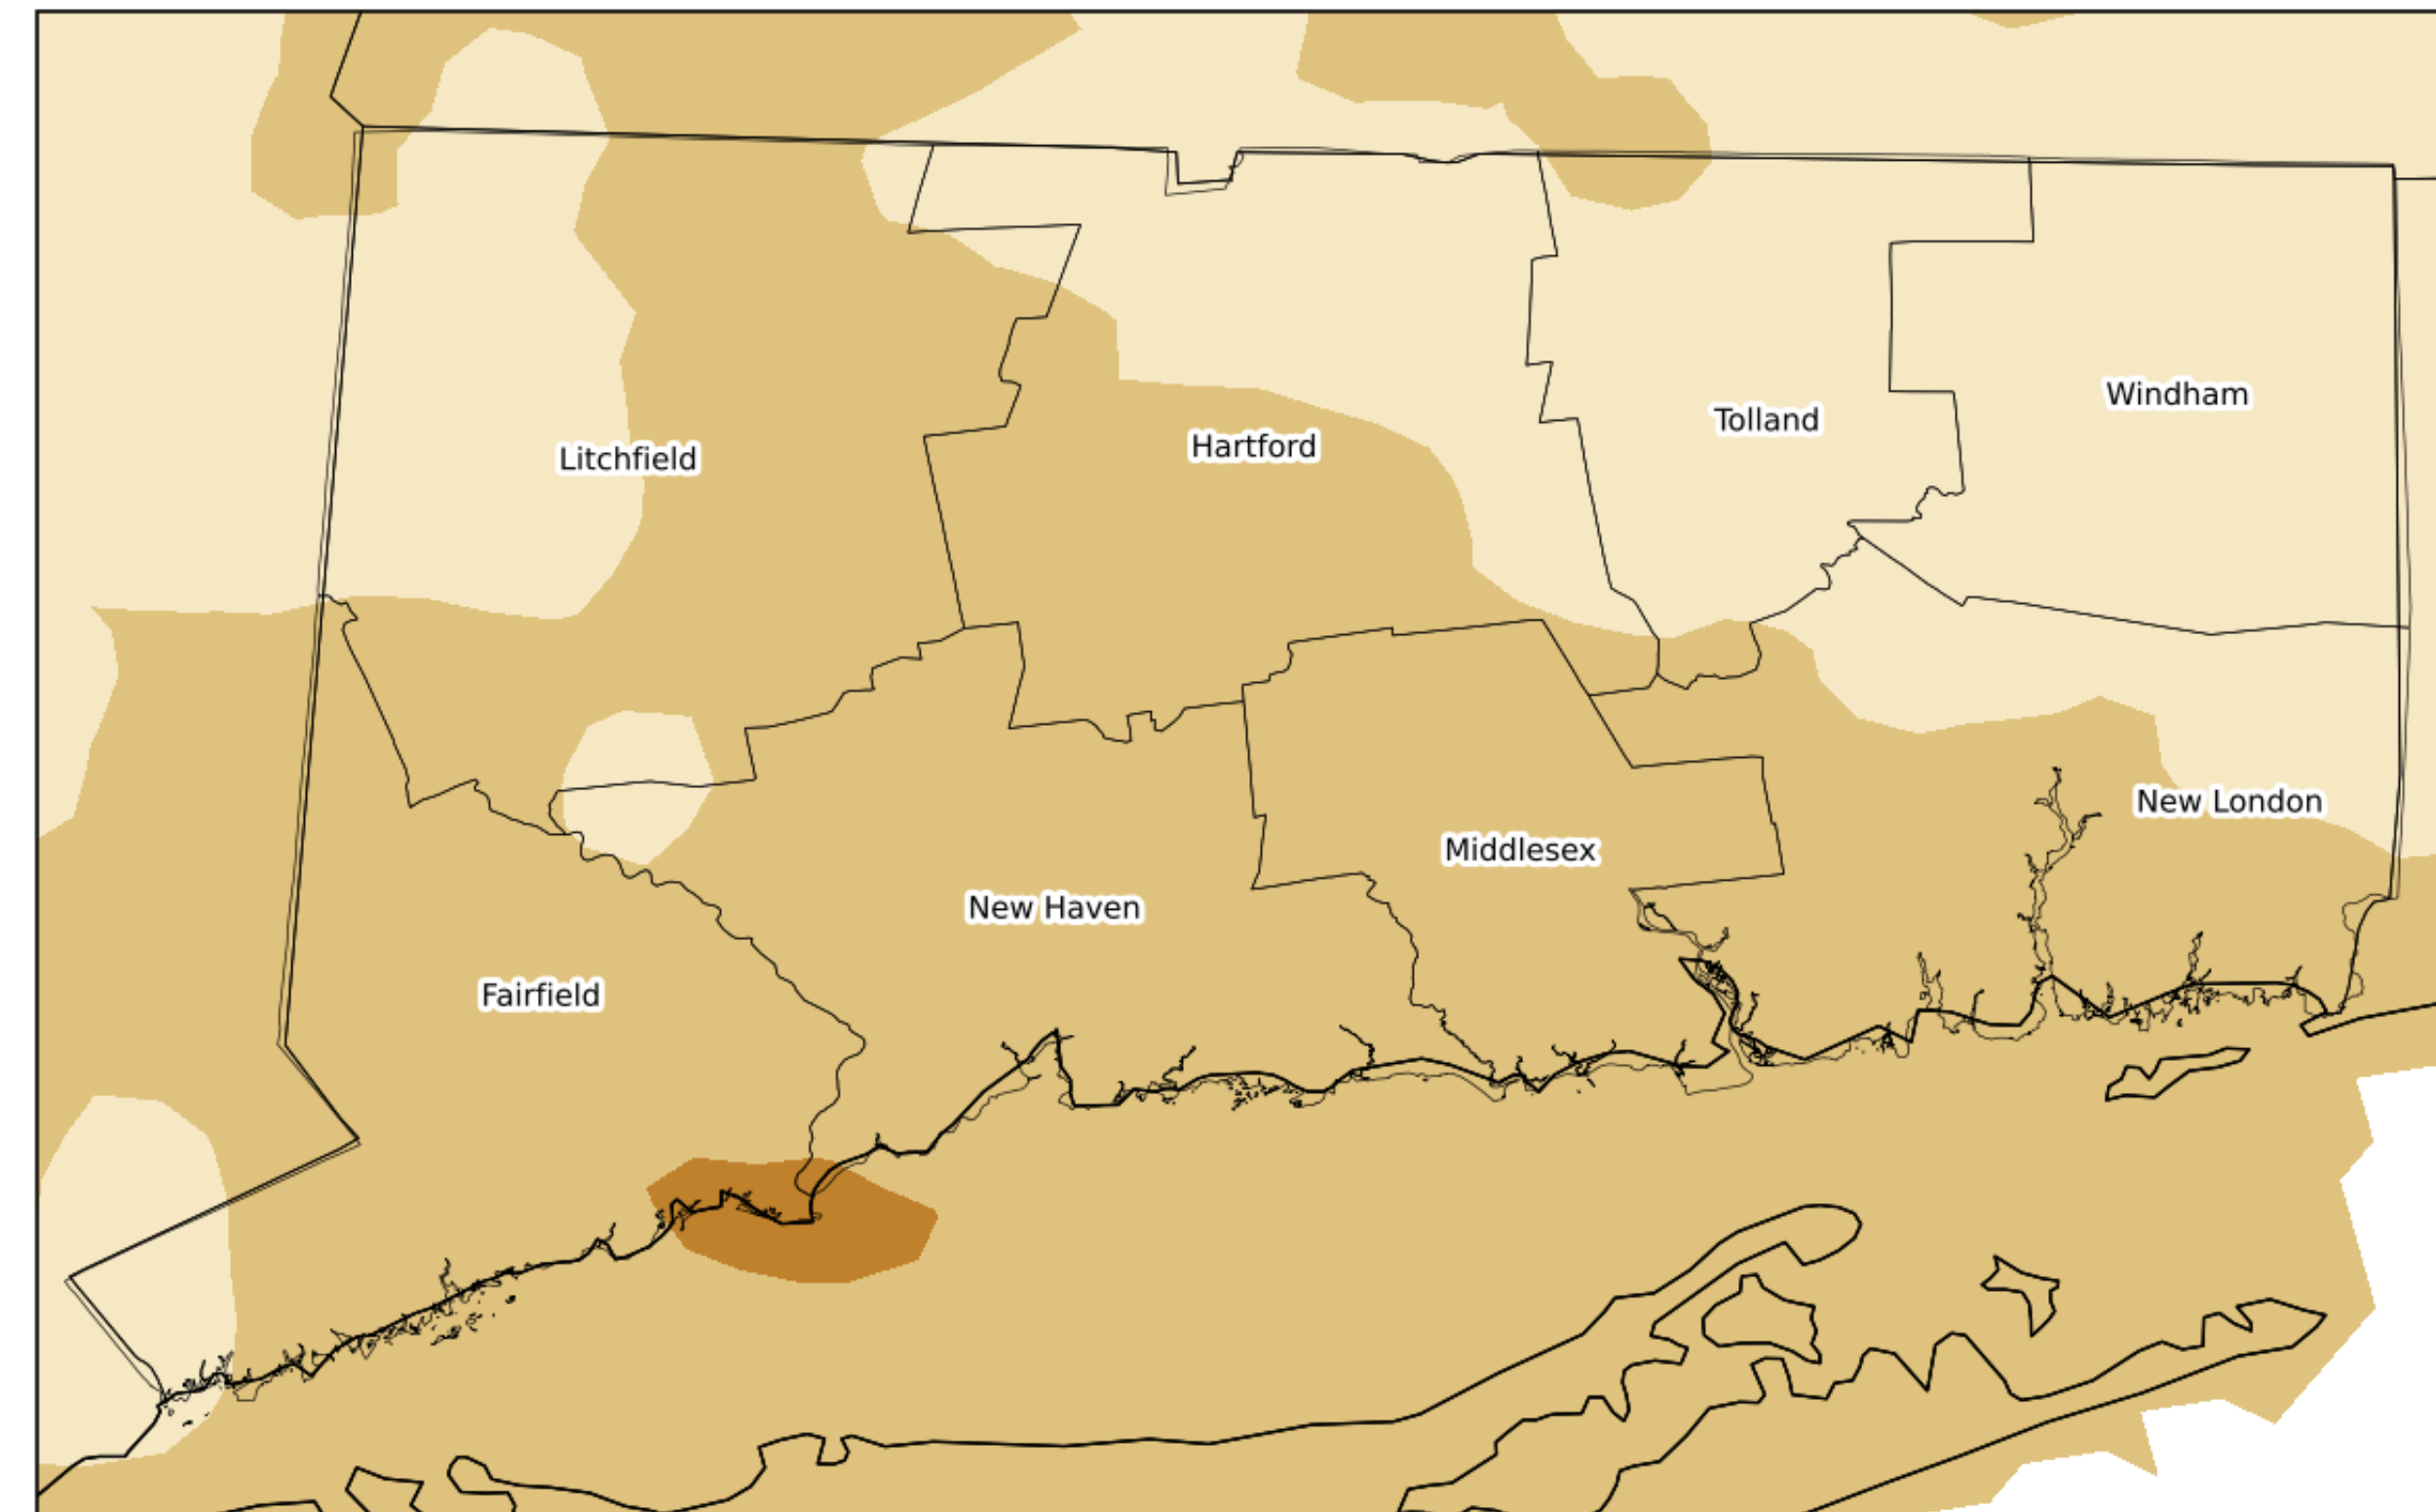 Windham
Tolland
Hartford
Litchfield
New London
Middlesex
New Haven
Fairfield